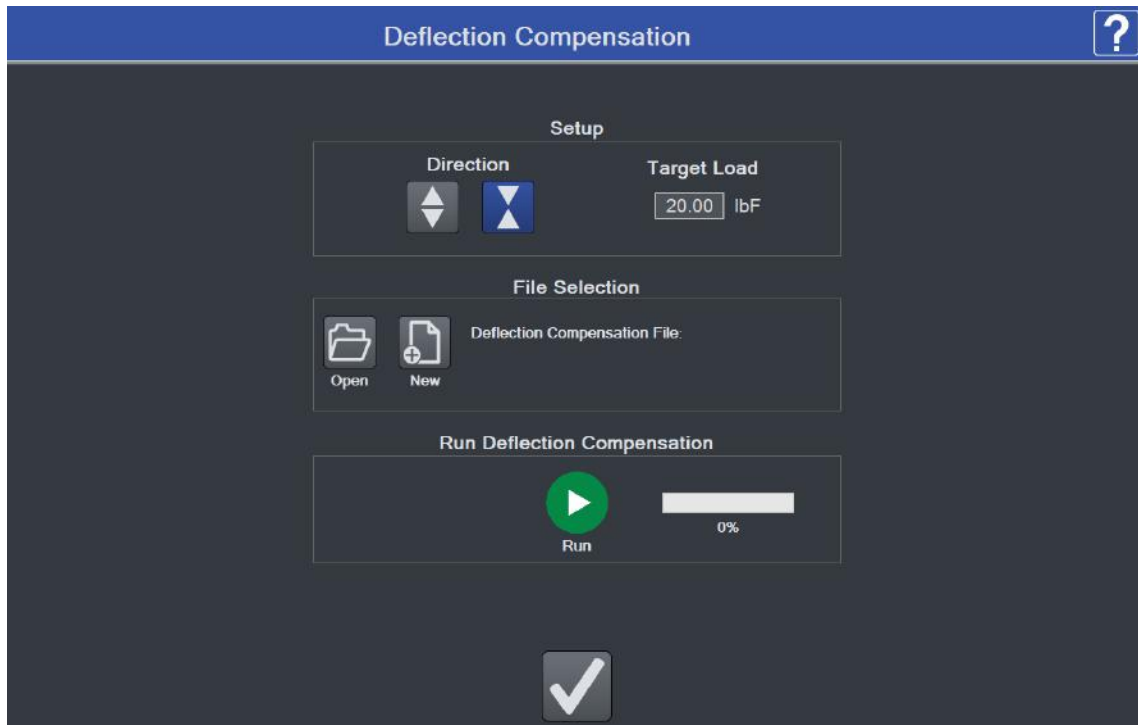 Deflection Compensation
?
Setup
Direction
Target Load
20.00 lbF
File Selection
Deflection Compensation File:
Open New
Run Deflection Compensation
0%
Run